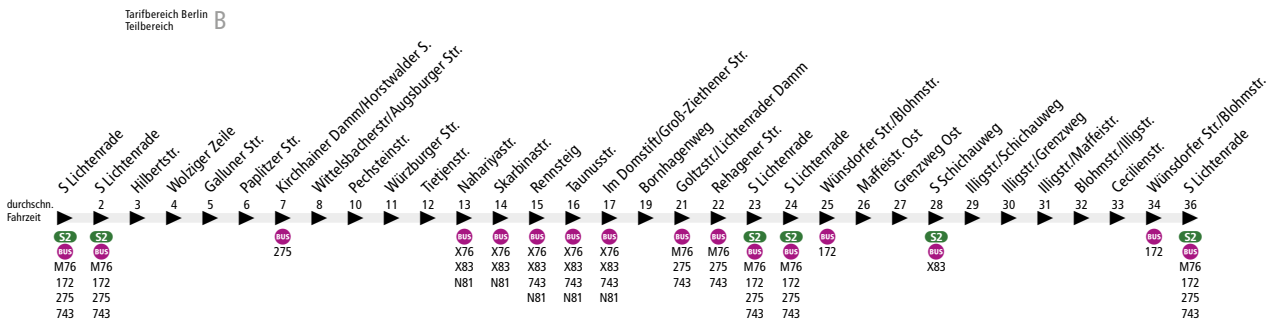 Tarifbereich Berlin
Teilbereich B
S Lichtenrade
S Lichtenrade
Hilbertstr.
Wolziger Zeile
Galluner Str.
Paplitzer Str.
Kirchhainer Damm/Horstwalder S.
Wittelsbacherstr/Augsburger Str.
Pechsteinstr.
Würzburger Str.
Tietjenstr.
Nahariyastr.
Skarbinastr.
Rennsteig
Taunusstr.
Im Domstift/Groß-Ziethener Str.
Bornhagenweg
Goltzstr./Lichtenrader Damm
Rehagener Str.
S Lichtenrade
S Lichtenrade
Wünsdorfer Str./Blohmstr.
Maffeistr. Ost
Grenzweg Ost
S Schichauweg
Illigstr./Schichauweg
Illigstr./Grenzweg
Illigstr./Maffeistr.
Blohmstr/Illigstr.
Cecilienstr.
Wünsdorfer Str./Blohmstr.
S Lichtenrade
durchschn. 2 3 4 5 6 7 8 10 11 12 13 14 15 16 17 19 21 22 23 24 25 26 27 28 29 30 31 32 33 34 36
Fahrzeit
S2 S2 BUS BUS BUS BUS BUS BUS BUS BUS S2 S2 BUS S2 BUS S2
BUS BUS 275 X76 X76 X76 X76 X76 M76 M76 BUS BUS 172 BUS 172 BUS
M76 M76 X83 X83 X83 X83 X83 275 275 M76 M76 X83 M76
172 172 N81 N81 743 743 743 743 743 172 172 172
275 275 N81 N81 N81 275 275 275
743 743 743 743 743